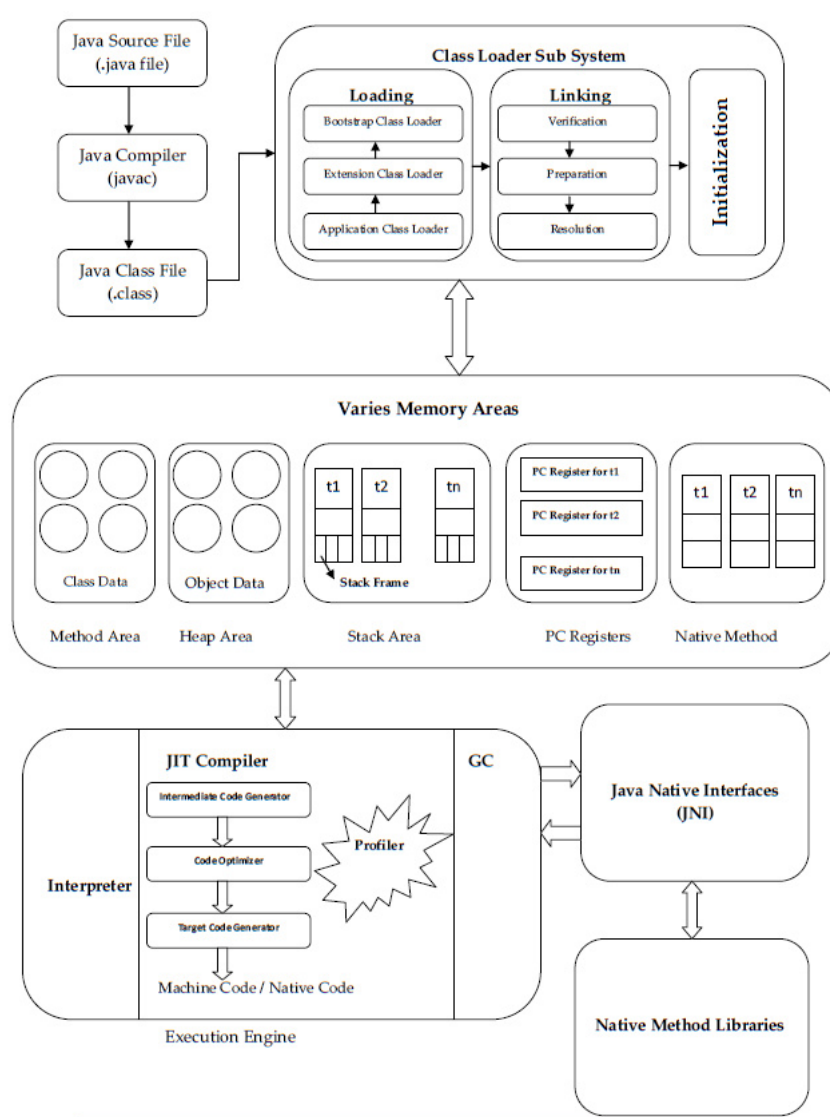 Java Source File
(.java file)
Java Compiler
(javac)
Java Class File
(.class)
Class Loader Sub System
Loading
Bootstrap Class Loader
Extension Class Loader
Application Class Loader
Linking
Verification
Preparation
Resolution
Initialization
Varies Memory Areas
Class Data
Method Area
Object Data
Heap Area
t1
t2
tn
Stack Frame
Stack Area
PC Register for t1
PC Register for t2
PC Register for tn
PC Registers
t1
t2
tn
Native Method
Interpreter
JIT Compiler
Intermediate Code Generator
Code Optimizer
Target Code Generator
Machine Code / Native Code
Profiler
GC
Execution Engine
Java Native Interfaces
(JNI)
Native Method Libraries